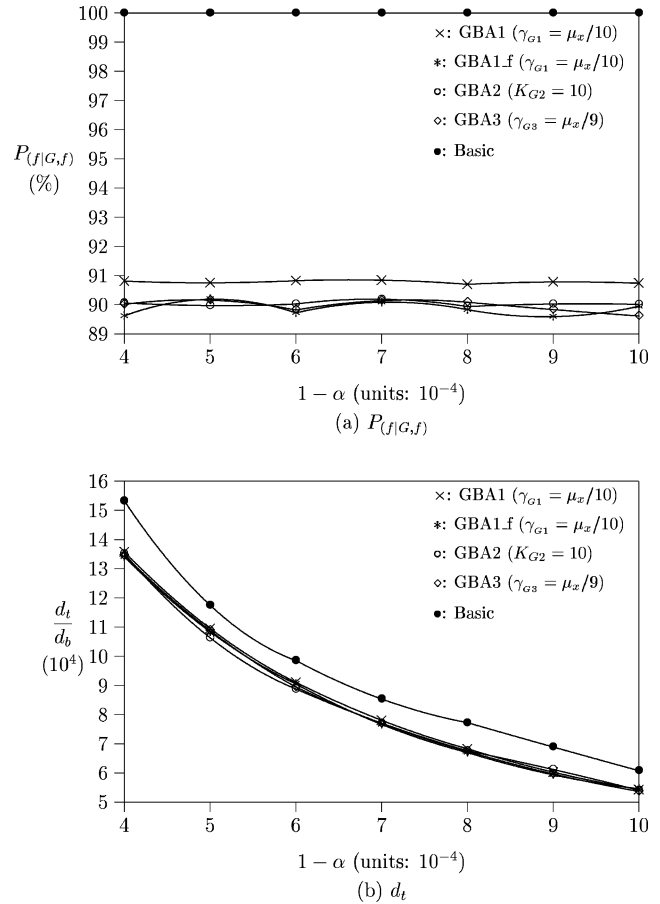 100
99
98
97
96
95
94
93
92
91
90
89
P(f|G,f)
(%)
×: GBA1 (γG1 = μx/10)
*: GBA1_f (γG1 = μx/10)
○: GBA2 (KG2 = 10)
◇: GBA3 (γG3 = μx/9)
●: Basic
4 5 6 7 8 9 10
1 − α (units: 10⁻⁴)
(a) P(f|G,f)
16
15
14
13
12
11
10
9
8
7
6
5
dt
db
(10⁴)
×: GBA1 (γG1 = μx/10)
*: GBA1_f (γG1 = μx/10)
○: GBA2 (KG2 = 10)
◇: GBA3 (γG3 = μx/9)
●: Basic
4 5 6 7 8 9 10
1 − α (units: 10⁻⁴)
(b) dt